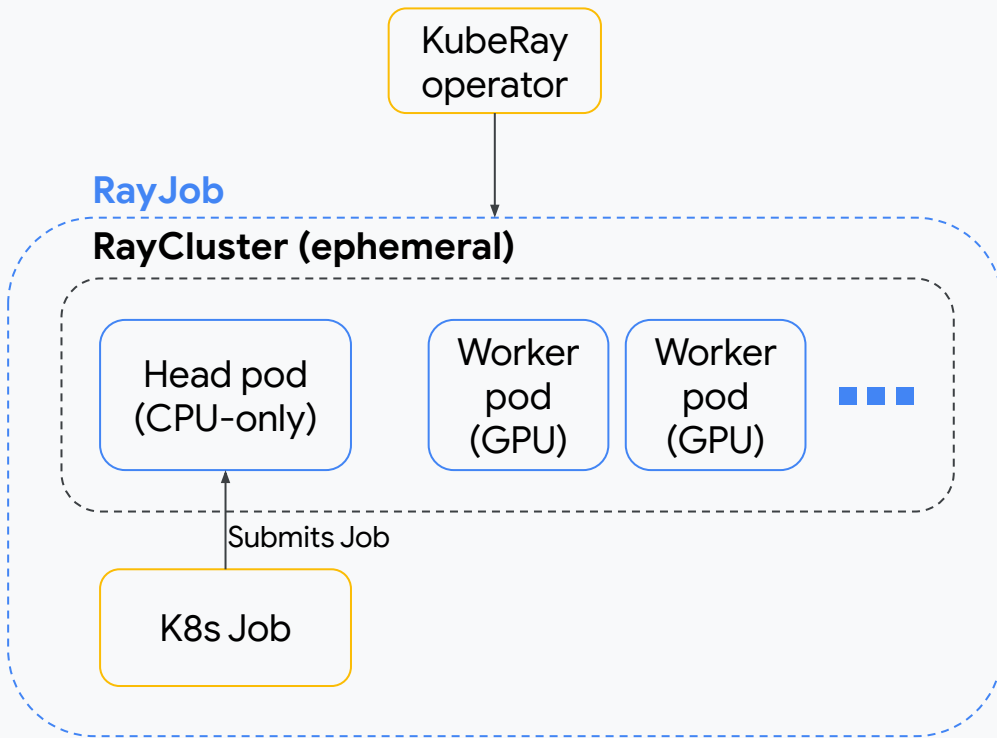 KubeRay
operator
RayJob
RayCluster (ephemeral)
Head pod
(CPU-only)
Worker
pod
(GPU)
Worker
pod
(GPU)
Submits Job
K8s Job